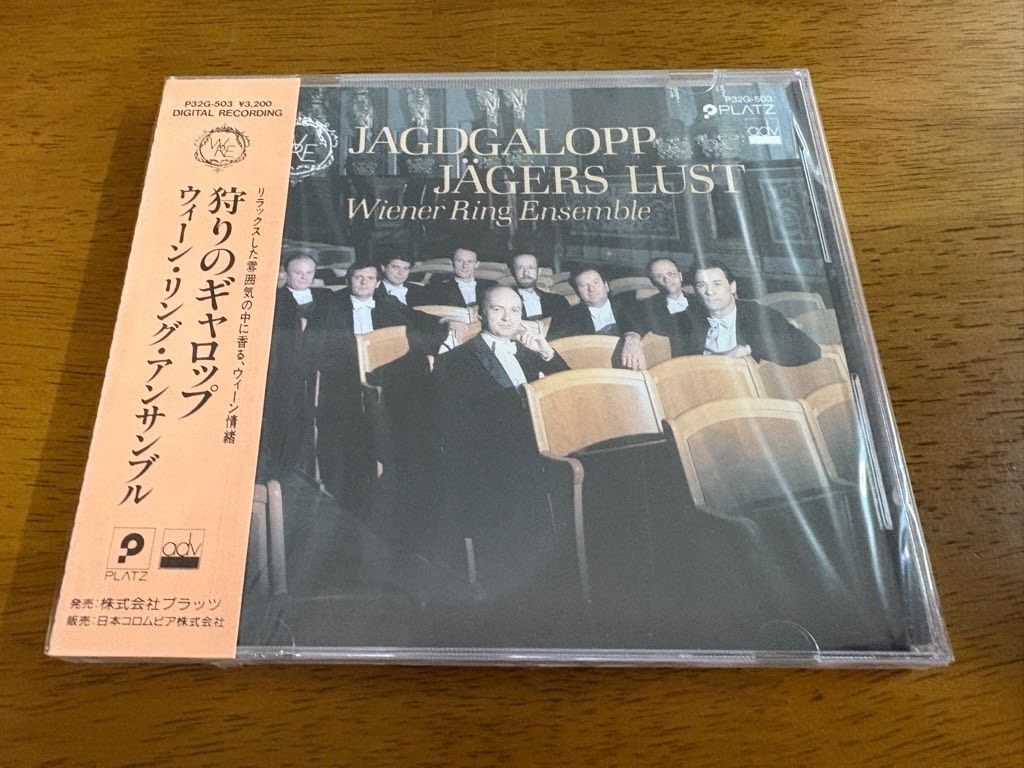 P32G-503 ¥3,200
DIGITAL RECORDING
WRE
リラックスした雰囲気の中に香る、ウィーン情緒
狩りのギャロップ
ウィーン・リング・アンサンブル
PLATZ
adv
発売:株式会社プラッツ
販売:日本コロムビア株式会社
WRE
JAGDGALOPP
JÄGERS LUST
Wiener Ring Ensemble
P32G-503
PLATZ
adv